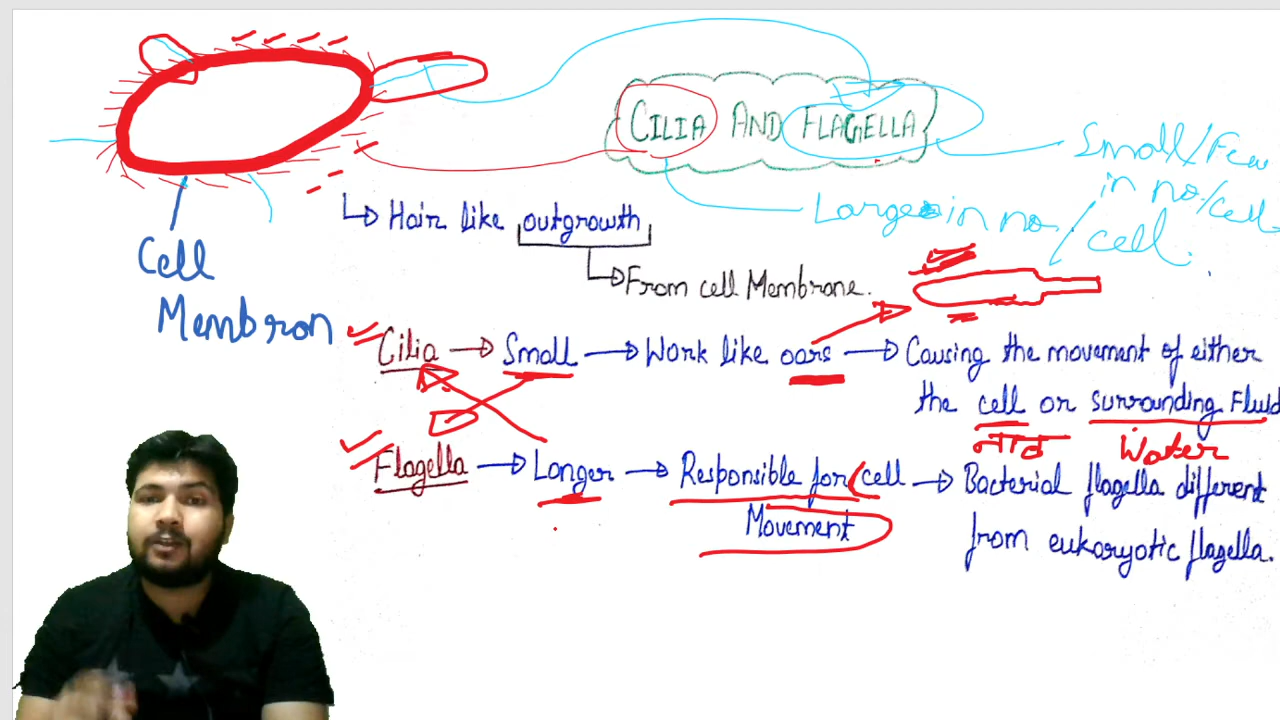 CILIA AND FLAGELLA
Small/Few
in no/cell
Large in no/
cell.
Hair like outgrowth
From cell Membrane.
Cell
Membron
Cilia → Small → Work like oars → Causing the movement of either
the cell or surrounding Fluid
नाव Water
Flagella → Longer → Responsible for cell → Bacterial flagella different
Movement from eukaryotic flagella.